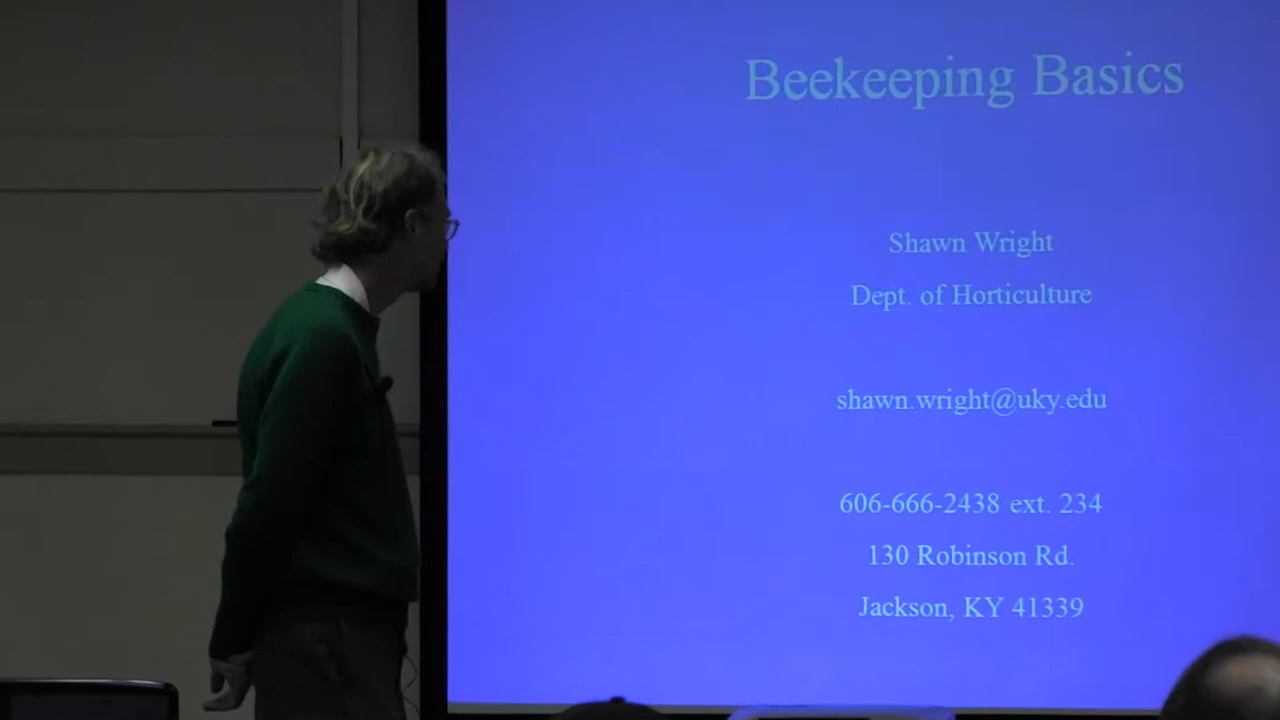 Beekeeping Basics
Shawn Wright
Dept. of Horticulture
shawn.wright@uky.edu
606-666-2438 ext. 234
130 Robinson Rd.
Jackson, KY 41339